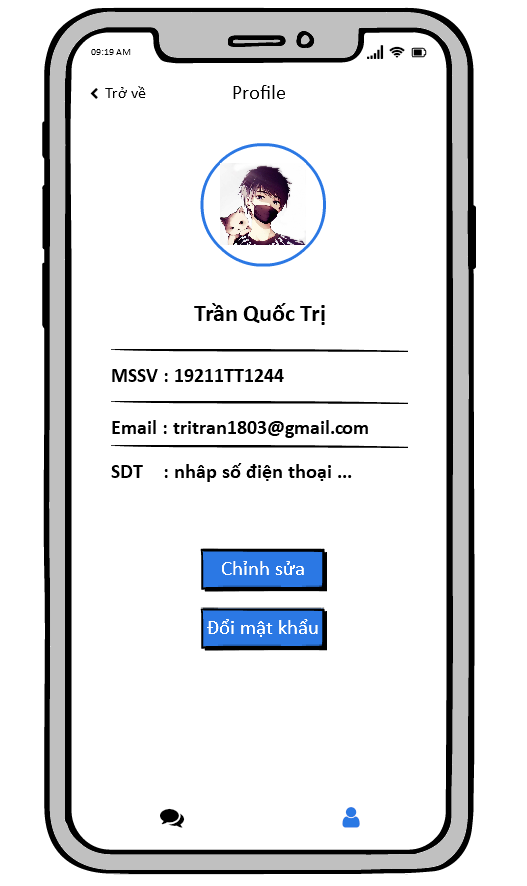 09:19 AM
Trở về
Profile
Trần Quốc Trị
MSSV : 19211TT1244
Email : tritran1803@gmail.com
SDT : nhâp số điện thoại ...
Chỉnh sửa
Đổi mật khẩu